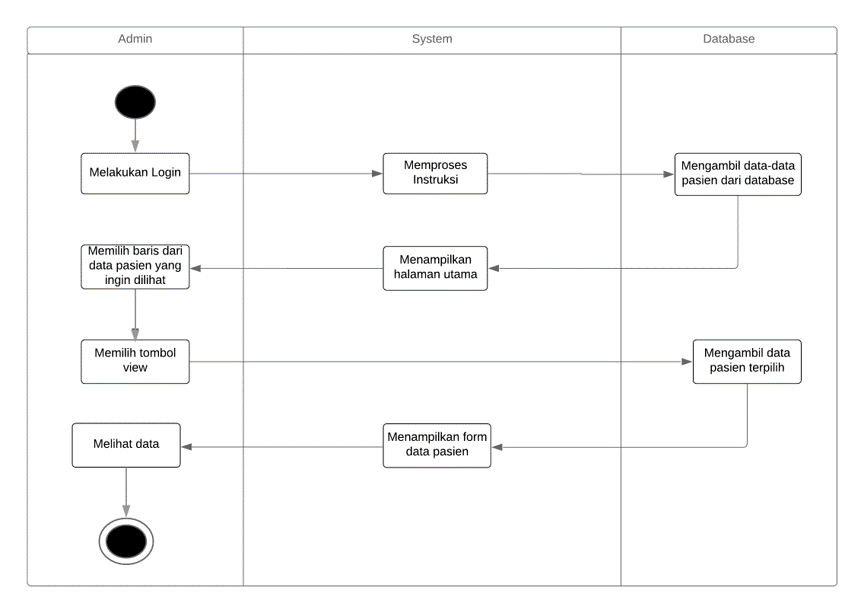 Admin
System
Database
Melakukan Login
Memproses
Instruksi
Mengambil data-data
pasien dari database
Memilih baris dari
data pasien yang
ingin dilihat
Menampilkan
halaman utama
Memilih tombol
view
Mengambil data
pasien terpilih
Melihat data
Menampilkan form
data pasien